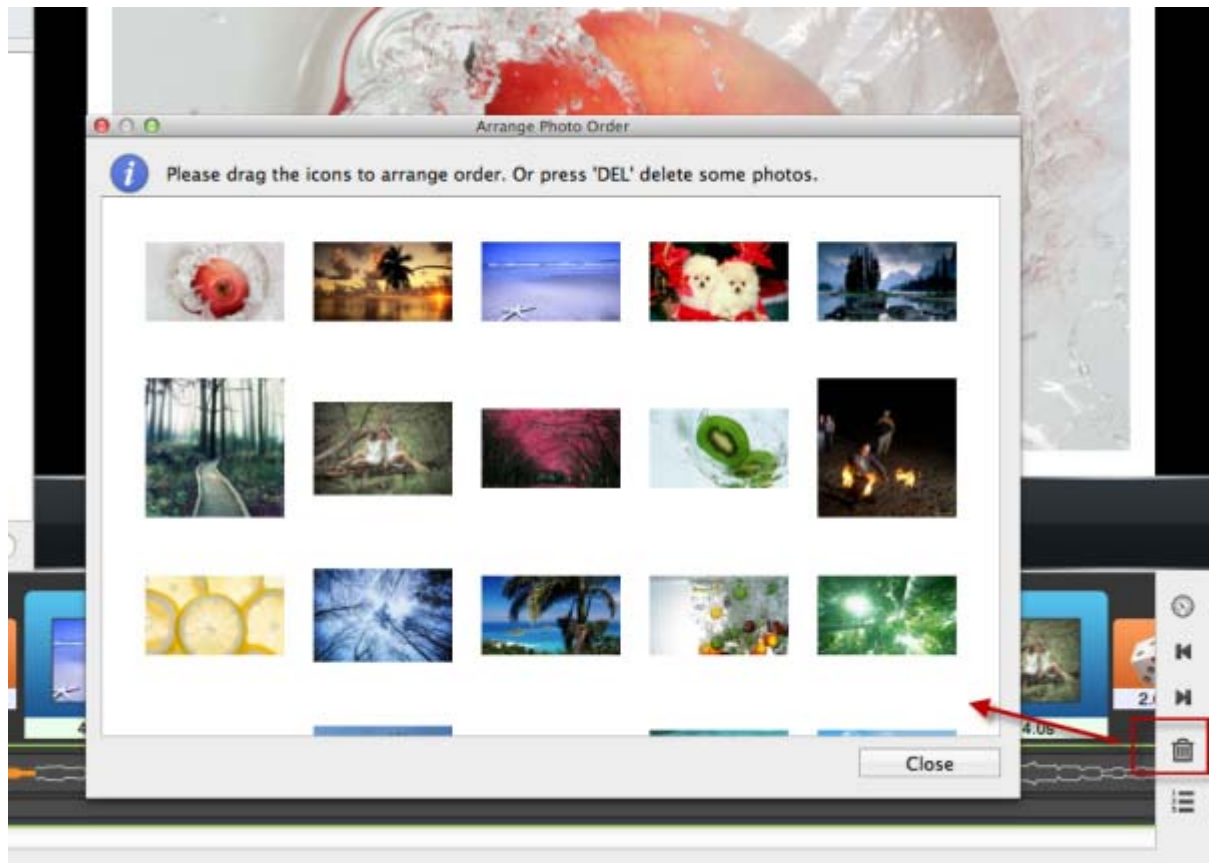 Arrange Photo Order
Please drag the icons to arrange order. Or press 'DEL' delete some photos.
4.0s
2.
Close